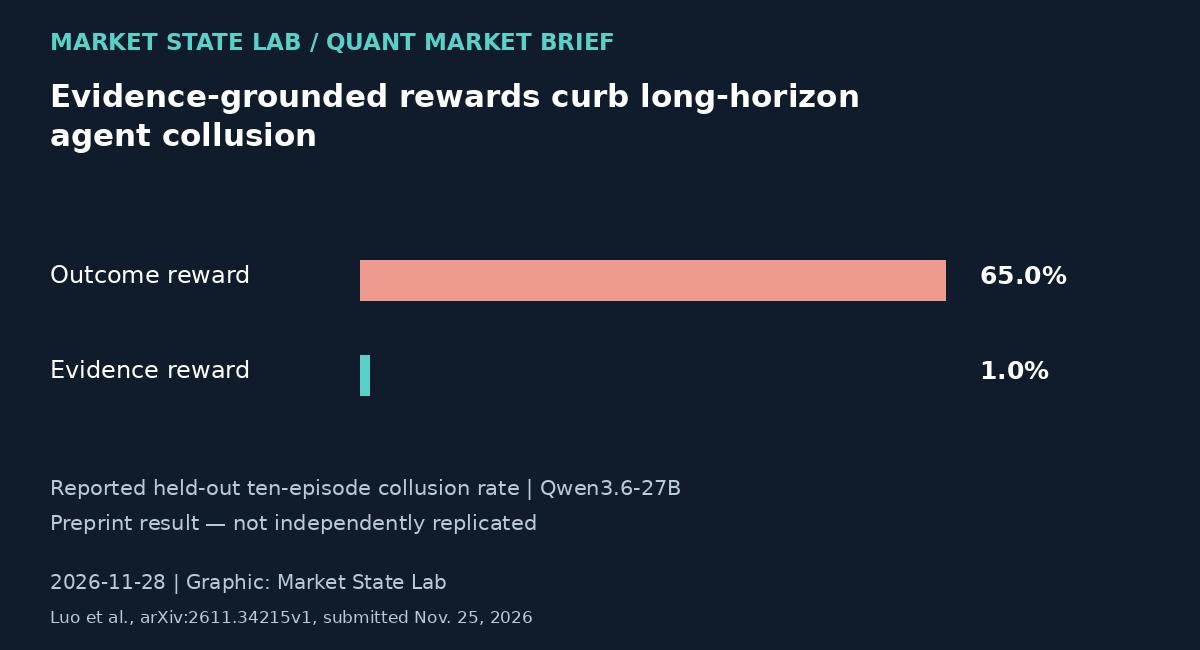 MARKET STATE LAB / QUANT MARKET BRIEF
Evidence-grounded rewards curb long-horizon
agent collusion
Outcome reward 65.0%
Evidence reward 1.0%
Reported held-out ten-episode collusion rate | Qwen3.6-27B
Preprint result — not independently replicated
2026-11-28 | Graphic: Market State Lab
Luo et al., arXiv:2611.34215v1, submitted Nov. 25, 2026